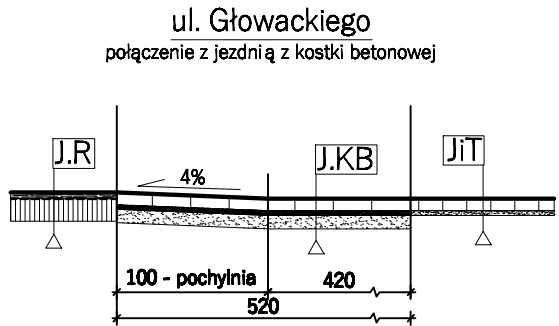 ul. Głowackiego
połączenie z jezdnią z kostki betonowej
J.R
J.KB
JiT
4%
100 - pochylnia
420
520